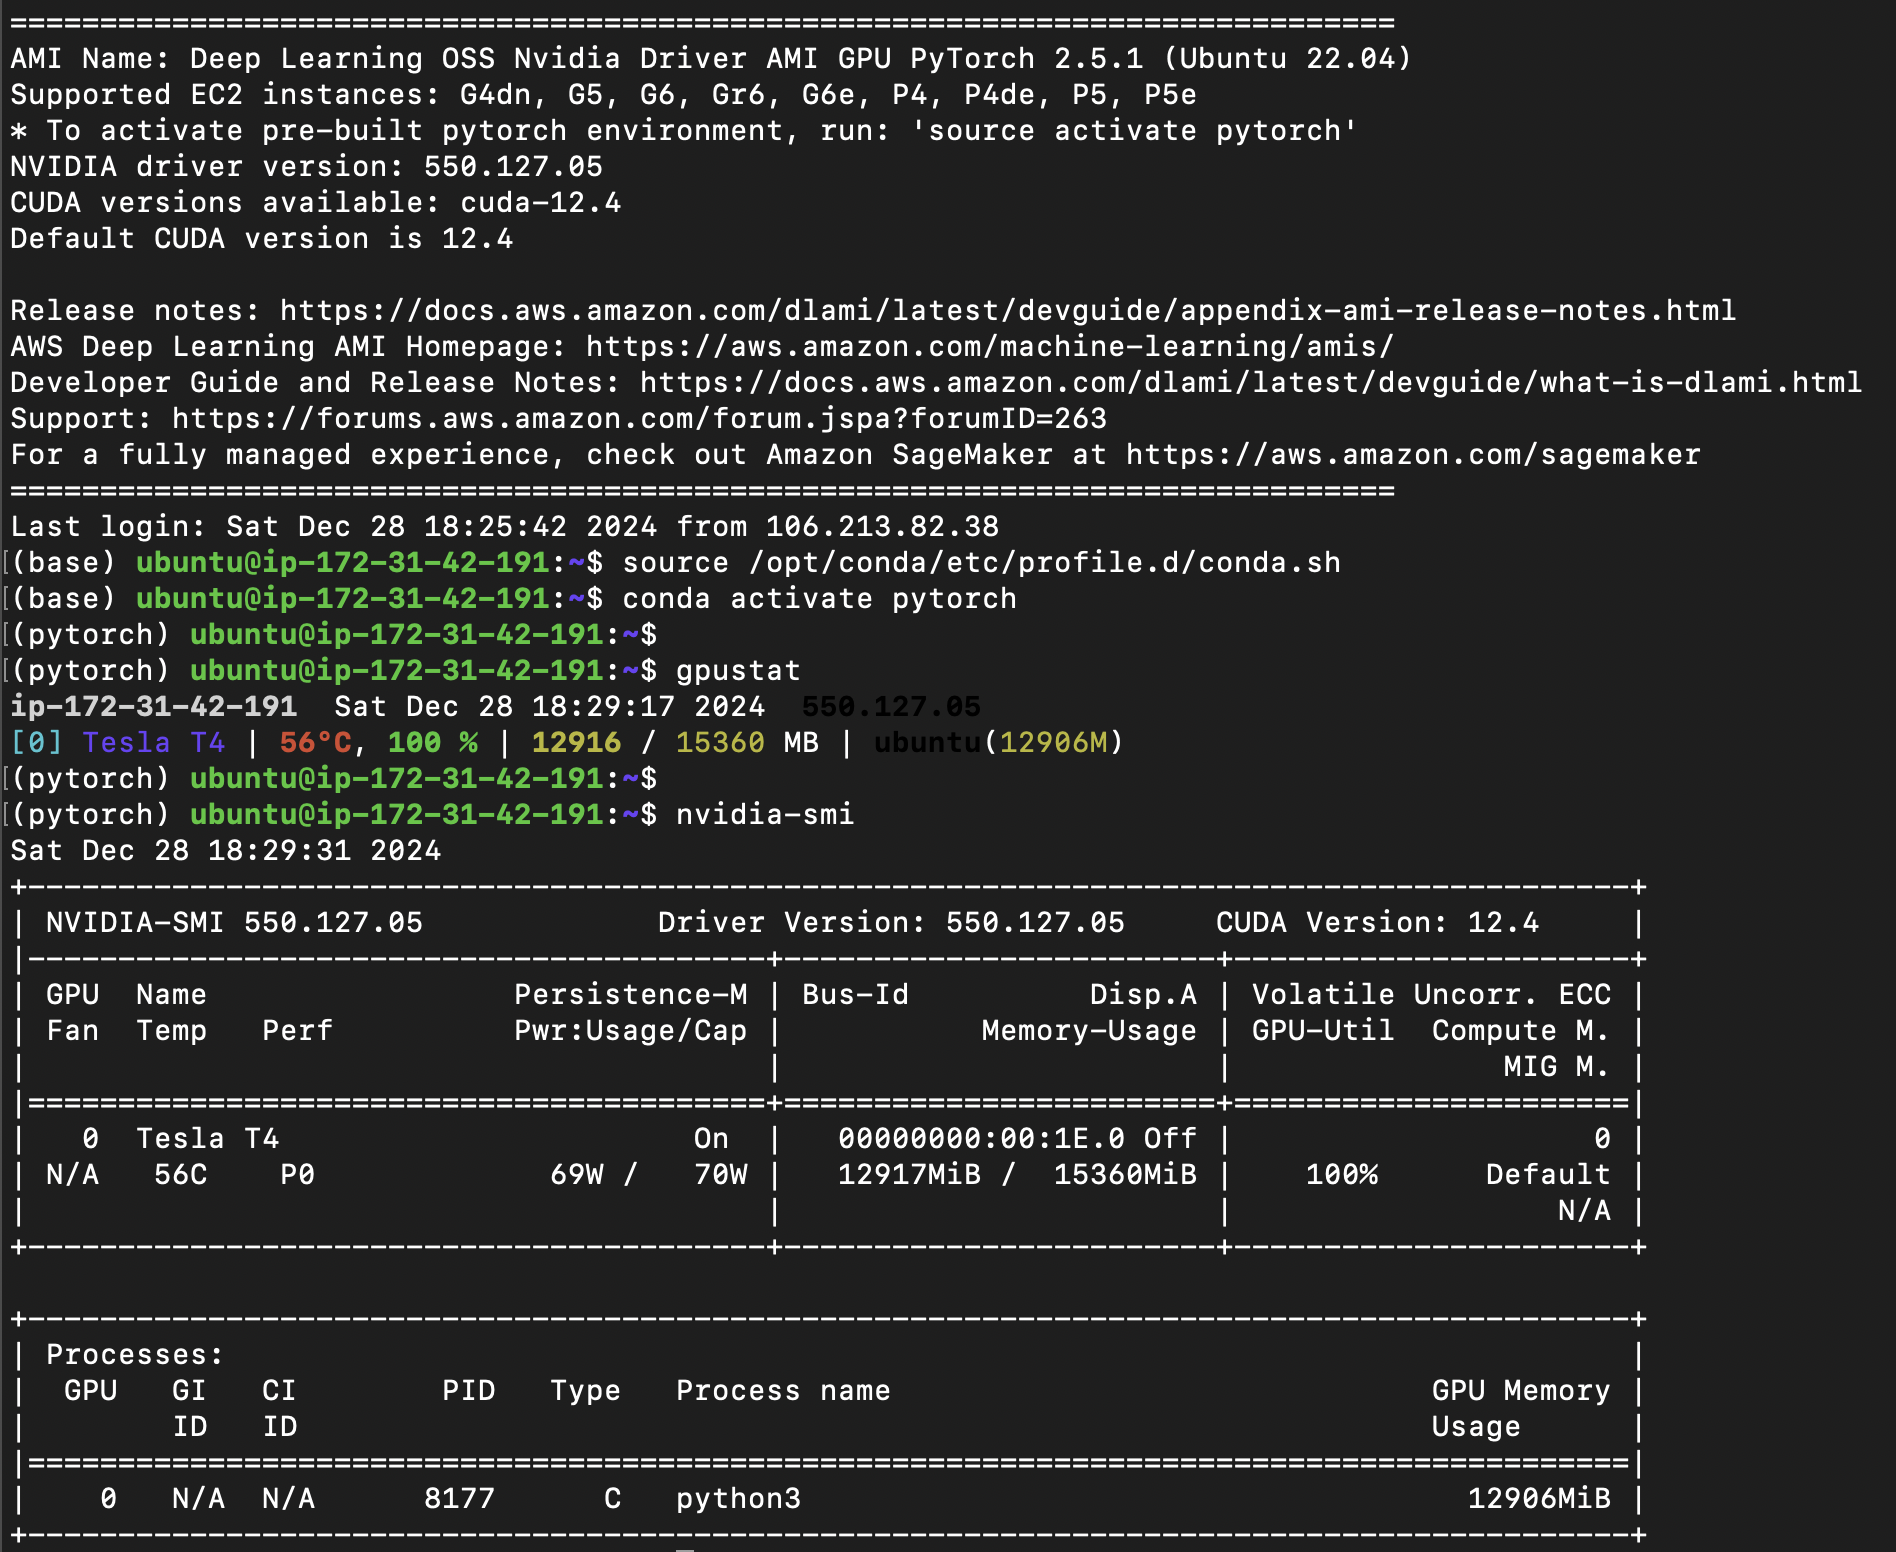 =============================================================================
AMI Name: Deep Learning OSS Nvidia Driver AMI GPU PyTorch 2.5.1 (Ubuntu 22.04)
Supported EC2 instances: G4dn, G5, G6, Gr6, G6e, P4, P4de, P5, P5e
* To activate pre-built pytorch environment, run: 'source activate pytorch'
NVIDIA driver version: 550.127.05
CUDA versions available: cuda-12.4
Default CUDA version is 12.4

Release notes: https://docs.aws.amazon.com/dlami/latest/devguide/appendix-ami-release-notes.html
AWS Deep Learning AMI Homepage: https://aws.amazon.com/machine-learning/amis/
Developer Guide and Release Notes: https://docs.aws.amazon.com/dlami/latest/devguide/what-is-dlami.html
Support: https://forums.aws.amazon.com/forum.jspa?forumID=263
For a fully managed experience, check out Amazon SageMaker at https://aws.amazon.com/sagemaker
=============================================================================
Last login: Sat Dec 28 18:25:42 2024 from 106.213.82.38
[(base) ubuntu@ip-172-31-42-191:~$ source /opt/conda/etc/profile.d/conda.sh
[(base) ubuntu@ip-172-31-42-191:~$ conda activate pytorch
[(pytorch) ubuntu@ip-172-31-42-191:~$
[(pytorch) ubuntu@ip-172-31-42-191:~$ gpustat
ip-172-31-42-191  Sat Dec 28 18:29:17 2024  550.127.05
[0] Tesla T4 | 56°C, 100 % | 12916 / 15360 MB | ubuntu(12906M)
[(pytorch) ubuntu@ip-172-31-42-191:~$
[(pytorch) ubuntu@ip-172-31-42-191:~$ nvidia-smi
Sat Dec 28 18:29:31 2024
+-----------------------------------------------------------------------------------------+
| NVIDIA-SMI 550.127.05             Driver Version: 550.127.05     CUDA Version: 12.4     |
|-----------------------------------------+------------------------+----------------------+
| GPU  Name                 Persistence-M | Bus-Id          Disp.A | Volatile Uncorr. ECC |
| Fan  Temp   Perf          Pwr:Usage/Cap |           Memory-Usage | GPU-Util  Compute M. |
|                                         |                        |               MIG M. |
|=========================================+========================+======================|
|   0  Tesla T4                       On  |   00000000:00:1E.0 Off |                    0 |
| N/A   56C    P0             69W /   70W |   12917MiB /  15360MiB |    100%      Default |
|                                         |                        |                  N/A |
+-----------------------------------------+------------------------+----------------------+

+-----------------------------------------------------------------------------------------+
| Processes:                                                                              |
|  GPU   GI   CI        PID   Type   Process name                              GPU Memory |
|        ID   ID                                                               Usage      |
|=========================================================================================|
|    0   N/A  N/A      8177      C   python3                                     12906MiB |
+-----------------------------------------------------------------------------------------+